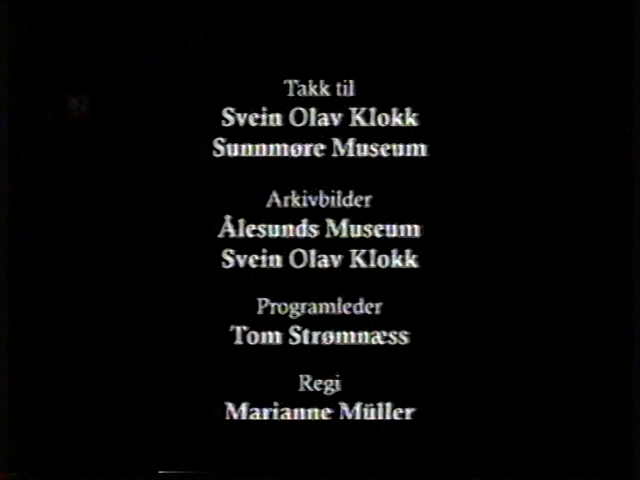 Takk til
Svein Olav Klokk
Sunnmøre Museum
Arkivbilder
Ålesunds Museum
Svein Olav Klokk
Programleder
Tom Strømnæss
Regi
Marianne Müller